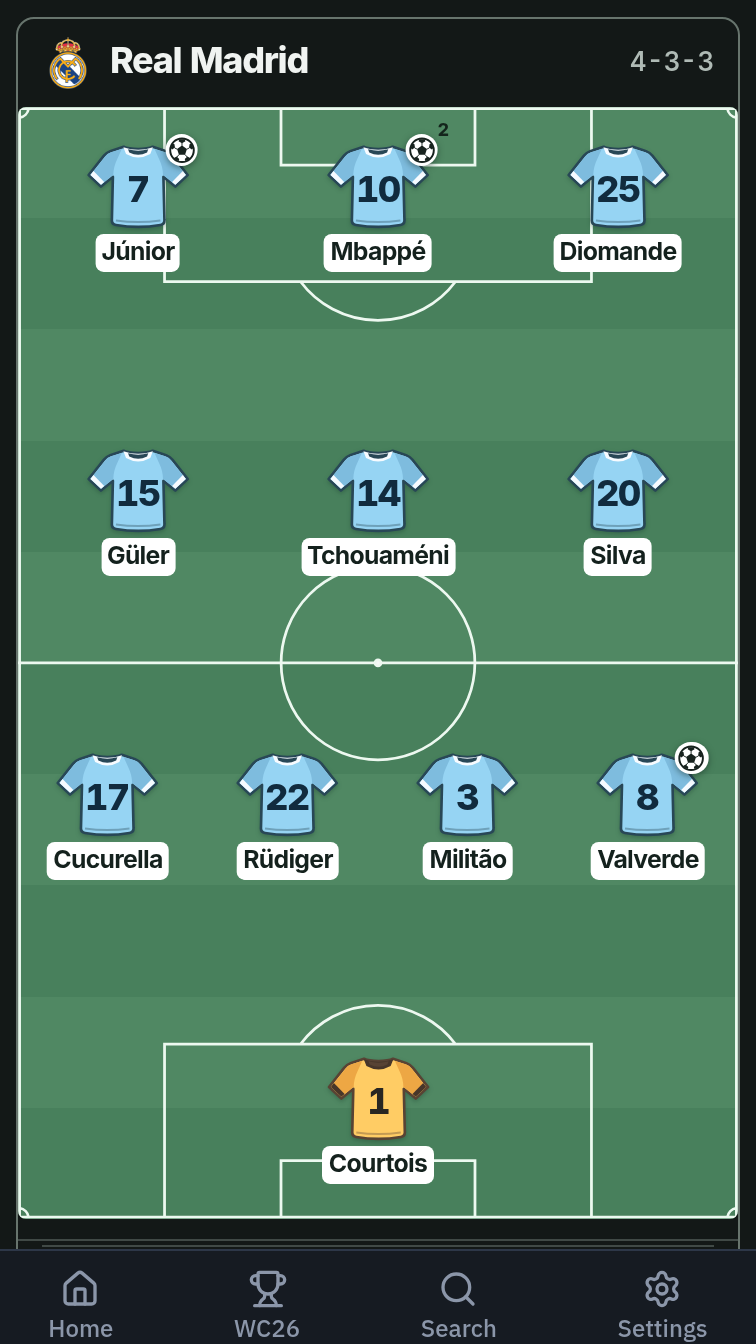 Real Madrid 4-3-3
2
7 10 25
Júnior Mbappé Diomande
15 14 20
Güler Tchouaméni Silva
17 22 3 8
Cucurella Rüdiger Militão Valverde
1
Courtois
Home WC26 Search Settings